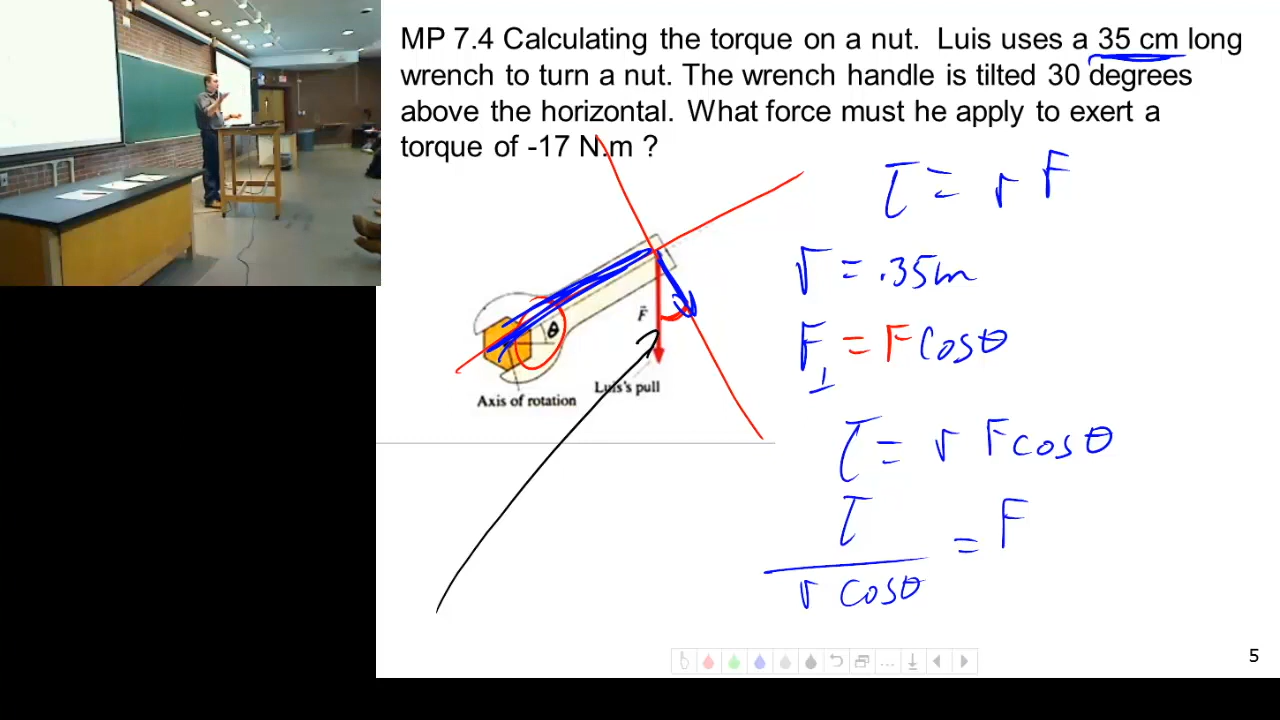 MP 7.4 Calculating the torque on a nut. Luis uses a 35 cm long
wrench to turn a nut. The wrench handle is tilted 30 degrees
above the horizontal. What force must he apply to exert a
torque of -17 N.m ?
τ = r F
r = .35m
F⊥ = F cosθ
τ = r F cosθ
τ
r cosθ
= F
θ
F⃗
Luis's pull
Axis of rotation
5